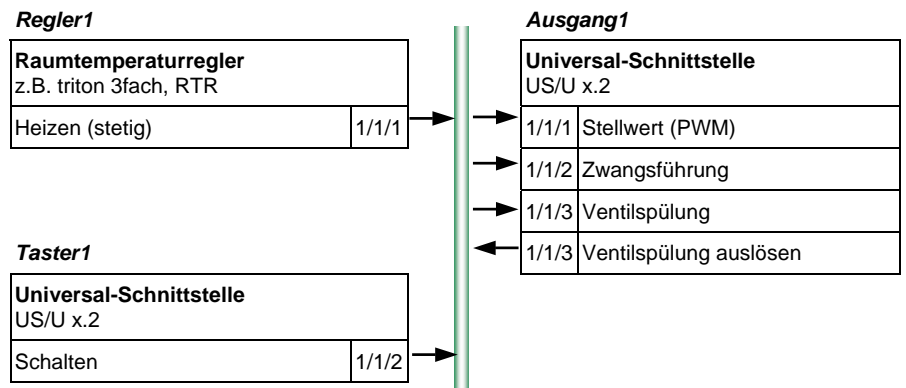 Regler1
Raumtemperaturregler
z.B. triton 3fach, RTR
Heizen (stetig) 1/1/1
Taster1
Universal-Schnittstelle
US/U x.2
Schalten 1/1/2
Ausgang1
Universal-Schnittstelle
US/U x.2
1/1/1 Stellwert (PWM)
1/1/2 Zwangsführung
1/1/3 Ventilspülung
1/1/3 Ventilspülung auslösen